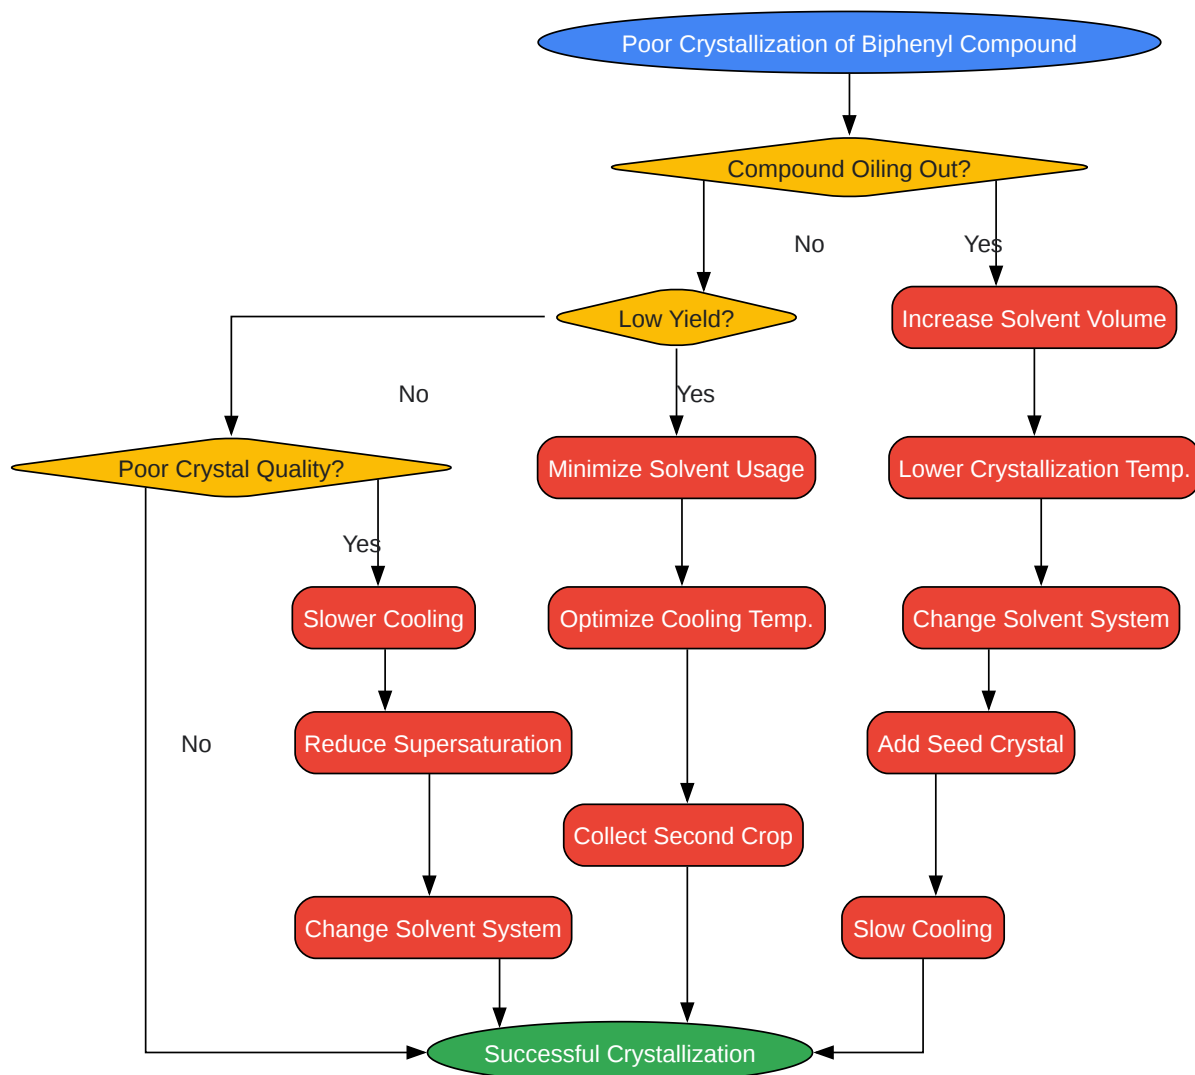 Poor Crystallization of Biphenyl Compound
Compound Oiling Out?
No
Yes
Low Yield?
Increase Solvent Volume
No
Yes
Poor Crystal Quality?
Minimize Solvent Usage
Lower Crystallization Temp.
Yes
Slower Cooling
Optimize Cooling Temp.
Change Solvent System
No
Reduce Supersaturation
Add Seed Crystal
Collect Second Crop
Change Solvent System
Slow Cooling
Successful Crystallization